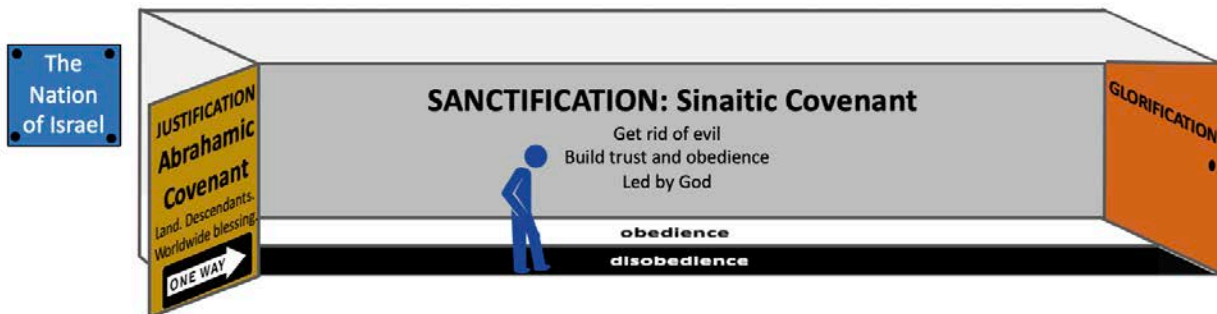 The
Nation
of Israel
JUSTIFICATION
Abrahamic
Covenant
Land. Descendants.
Worldwide blessing.
ONE WAY
SANCTIFICATION: Sinaitic Covenant
Get rid of evil
Build trust and obedience
Led by God
obedience
disobedience
GLORIFICATION